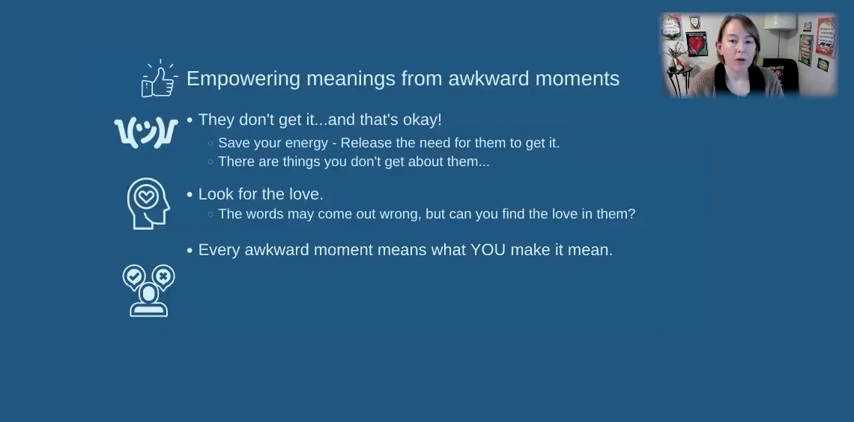 Empowering meanings from awkward moments
• They don't get it...and that's okay!
○ Save your energy - Release the need for them to get it.
○ There are things you don't get about them...
• Look for the love.
○ The words may come out wrong, but can you find the love in them?
• Every awkward moment means what YOU make it mean.